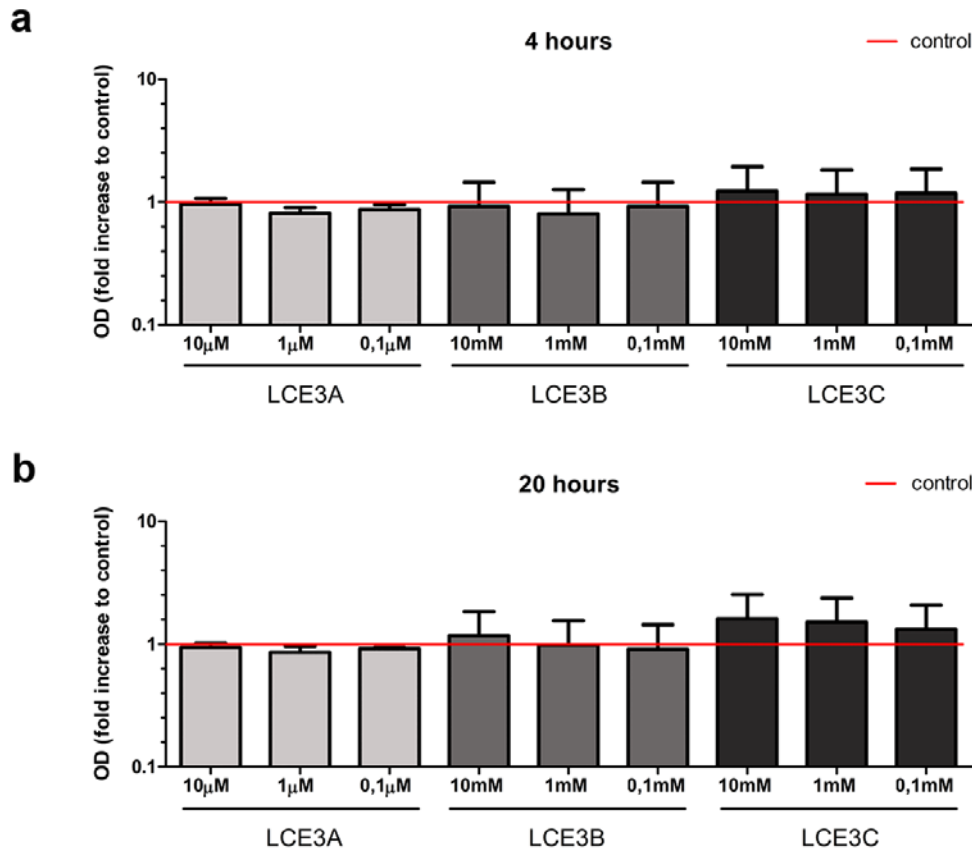 a
4 hours
control
OD (fold increase to control)
10
1
0.1
10μM 1μM 0,1μM 10mM 1mM 0,1mM 10mM 1mM 0,1mM
LCE3A LCE3B LCE3C
b
20 hours
control
OD (fold increase to control)
10
1
0.1
10μM 1μM 0,1μM 10mM 1mM 0,1mM 10mM 1mM 0,1mM
LCE3A LCE3B LCE3C